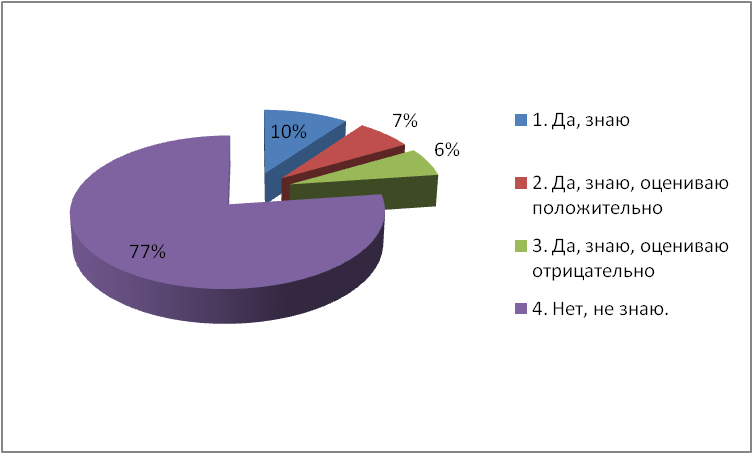 10%
7%
6%
77%
1. Да, знаю
2. Да, знаю, оцениваю
положительно
3. Да, знаю, оцениваю
отрицательно
4. Нет, не знаю.